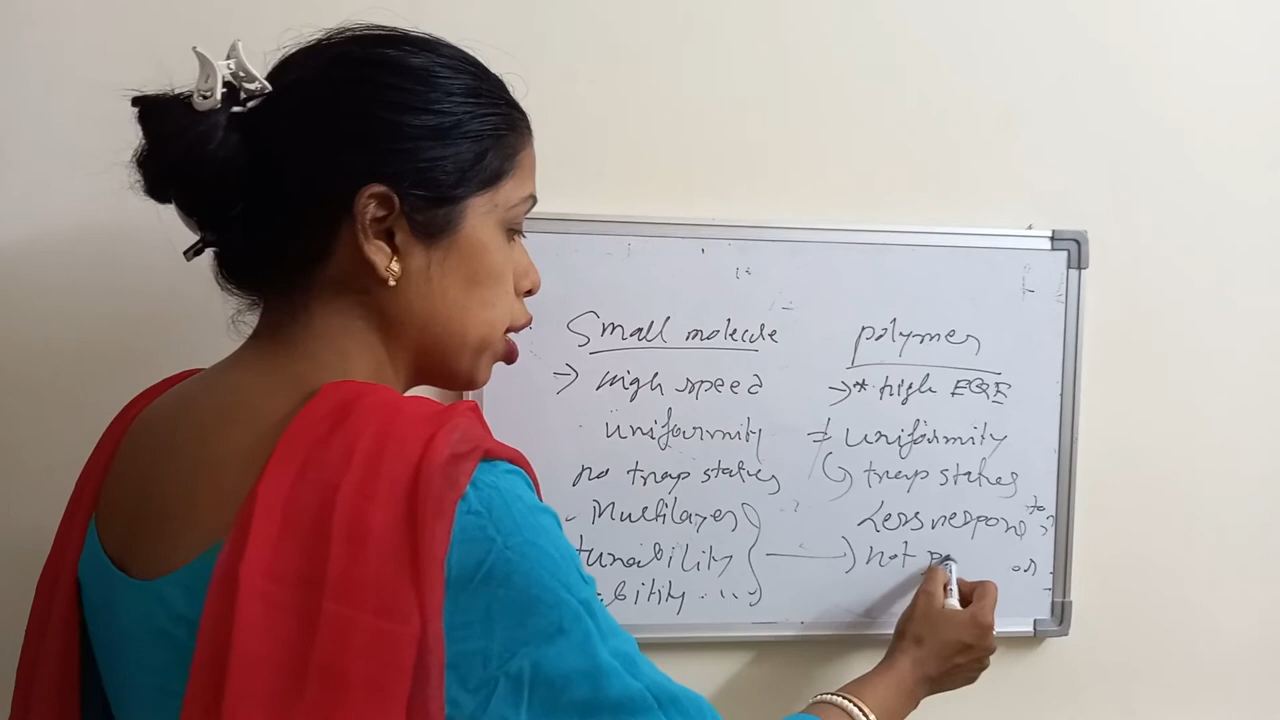 Small molecule
→ High speed
uniformity
no trap states
- Multilayer
tunability
bility ...
polymer
→ * high EQE
≠ uniformity
trap states
Less respons to
not